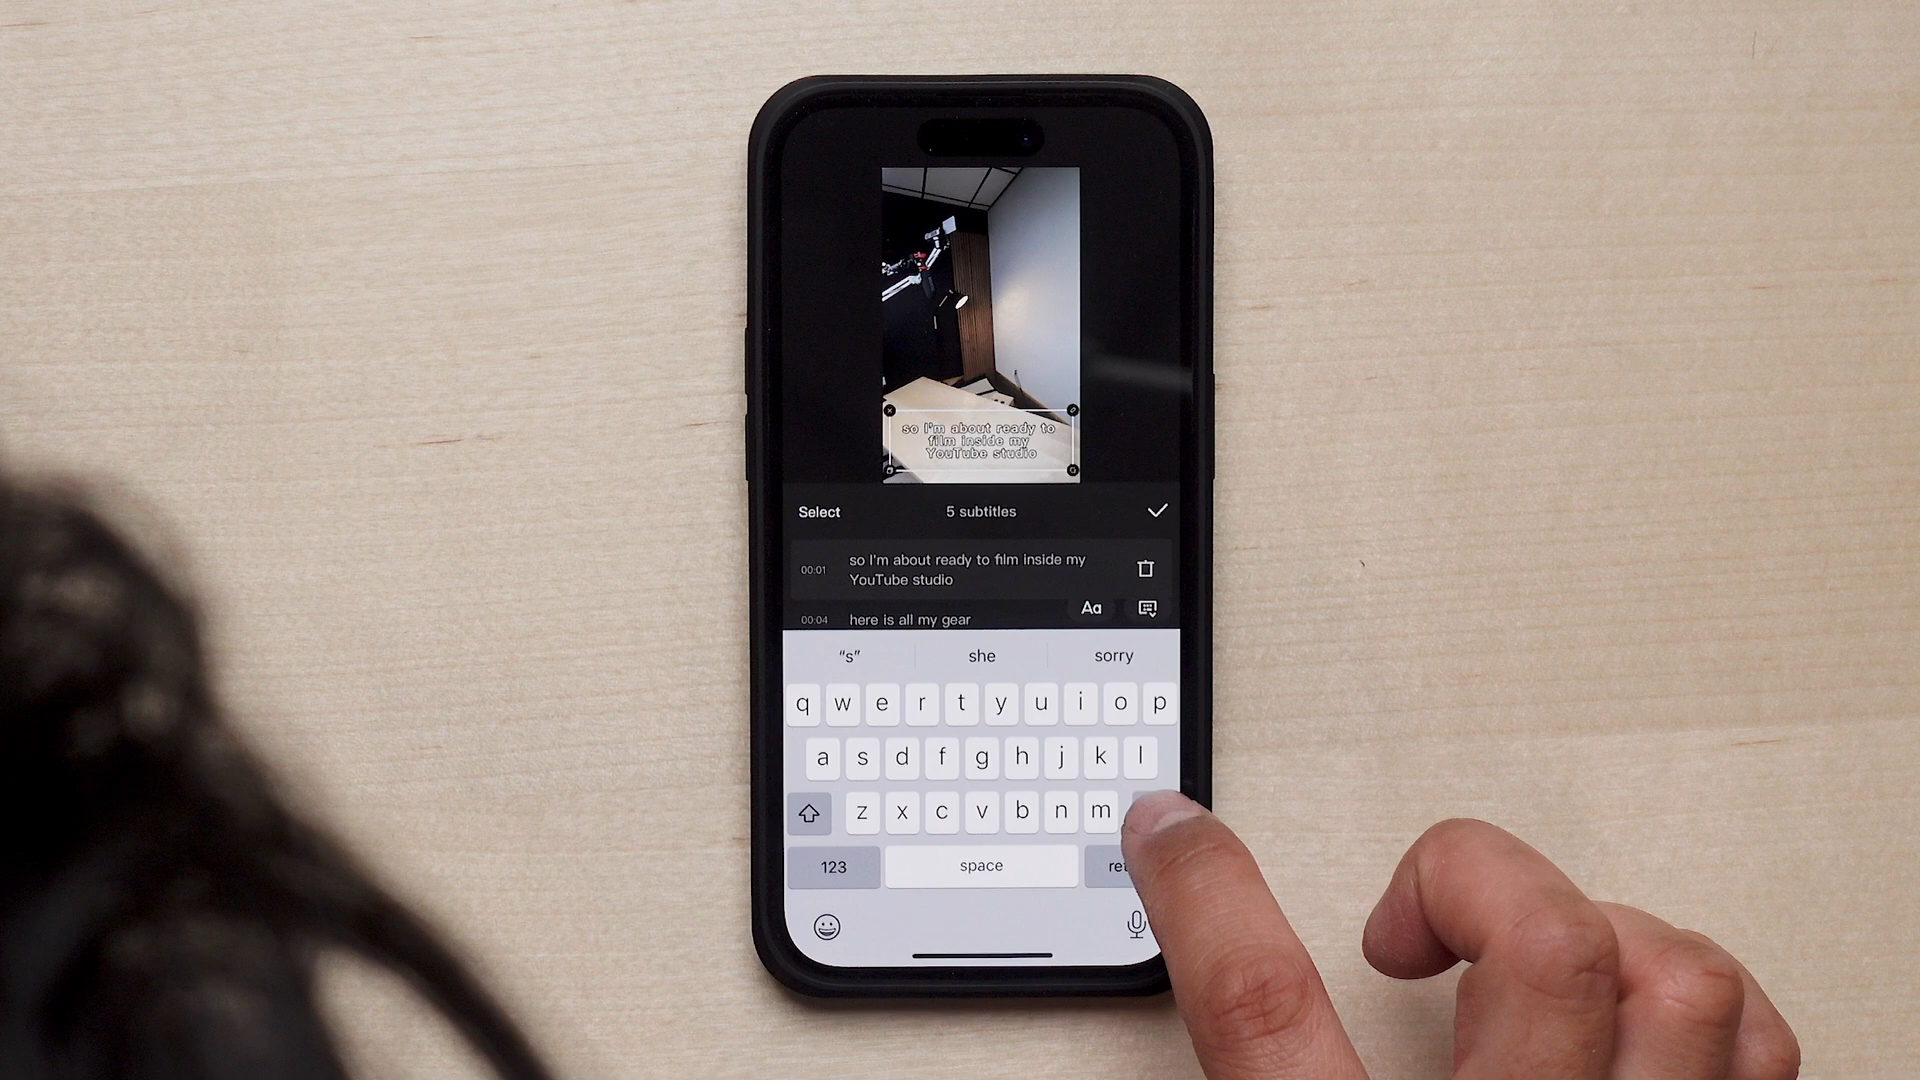 so I'm about ready to
film inside my
YouTube studio
Select 5 subtitles
00:01 so I'm about ready to film inside my
YouTube studio
Aa
00:04 here is all my gear
“s” she sorry
q w e r t y u i o p
a s d f g h j k l
z x c v b n m
123 space ret